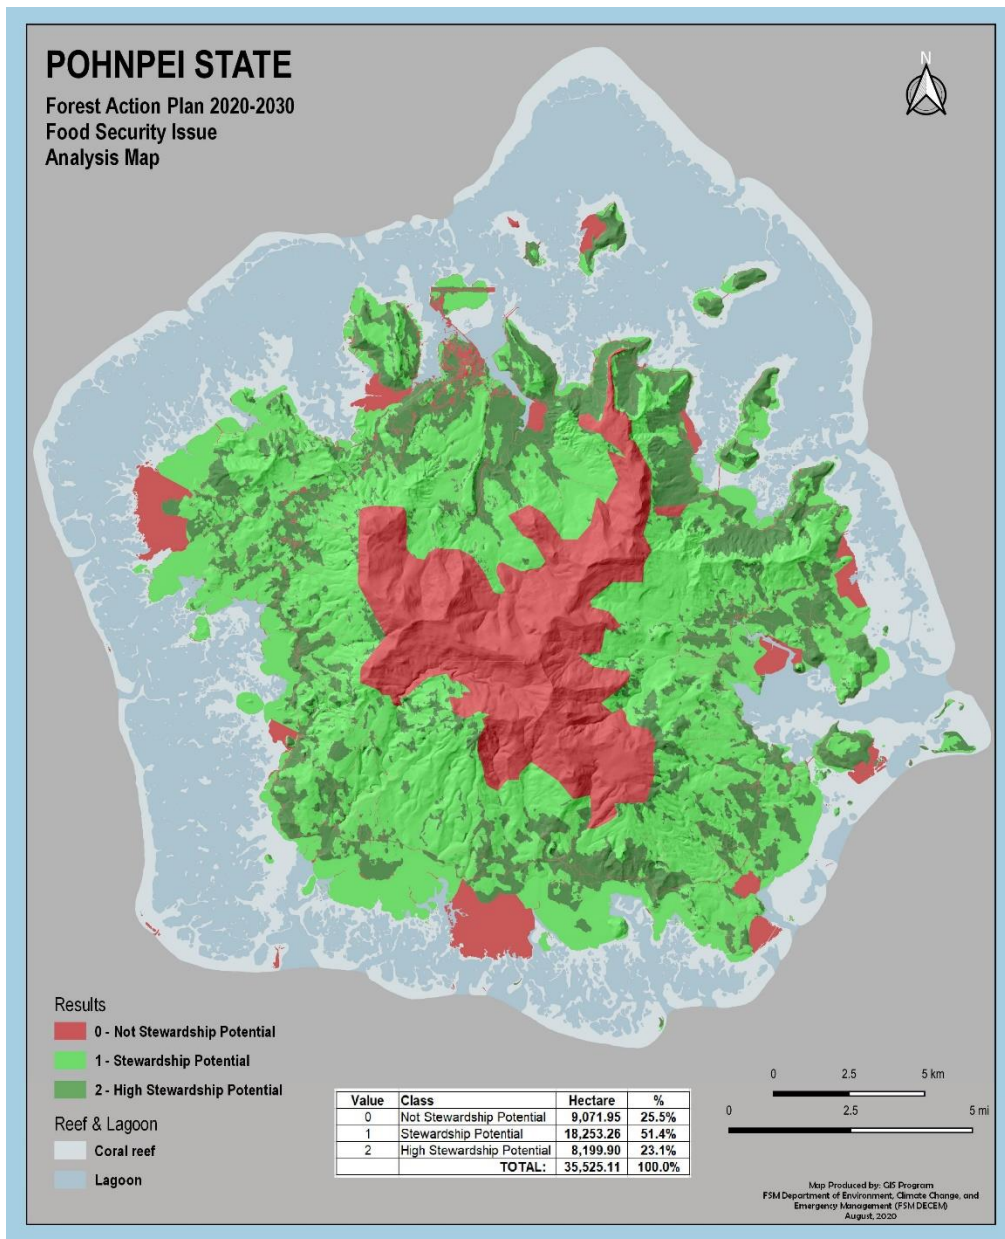 POHNPEI STATE
Forest Action Plan 2020-2030
Food Security Issue
Analysis Map
N
Results
0 - Not Stewardship Potential
1 - Stewardship Potential
2 - High Stewardship Potential
Reef & Lagoon
Coral reef
Lagoon
Value Class Hectare %
0 Not Stewardship Potential 9,071.95 25.5%
1 Stewardship Potential 18,253.26 51.4%
2 High Stewardship Potential 8,199.90 23.1%
TOTAL: 35,525.11 100.0%
0 2.5 5 km
0 2.5 5 mi
Map Produced by: GIS Program
FSM Department of Environment, Climate Change, and
Emergency Management (FSM DECEM)
August, 2020